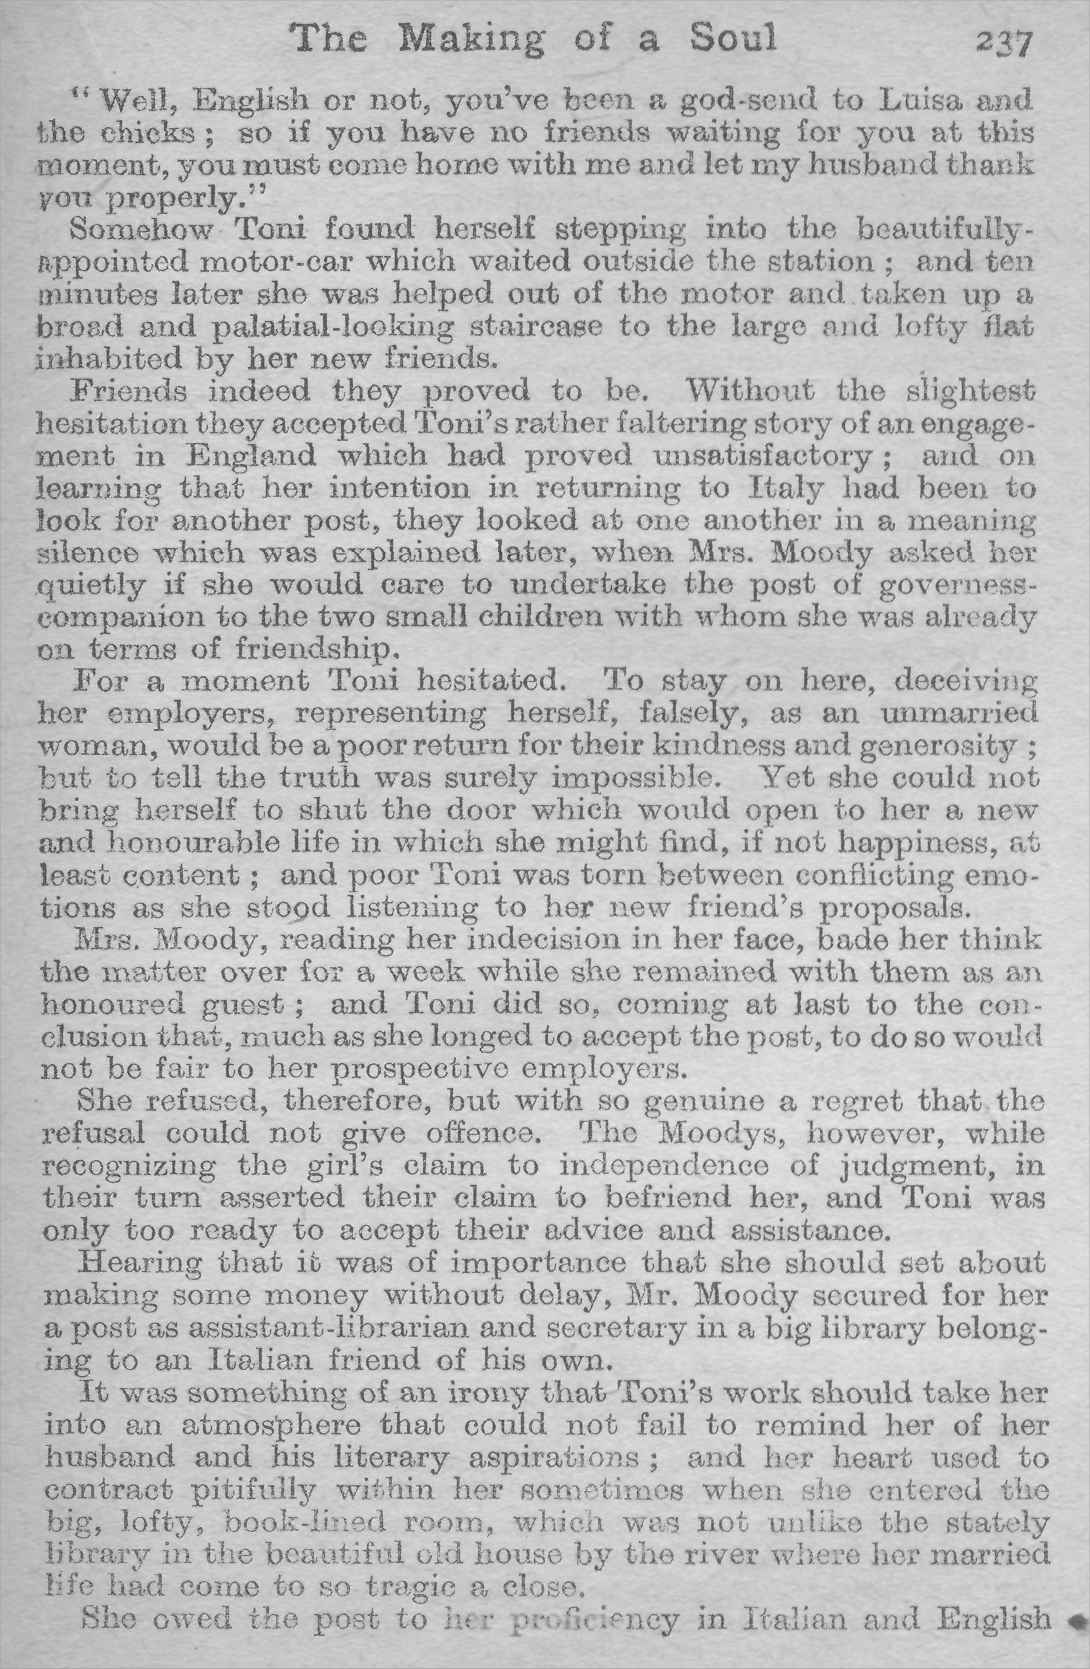 The Making of a Soul 237
“Well, English or not, you’ve been a god-send to Luisa and
the chicks ; so if you have no friends waiting for you at this
moment, you must come home with me and let my husband thank
you properly.”
Somehow Toni found herself stepping into the beautifully-
appointed motor-car which waited outside the station ; and ten
minutes later she was helped out of the motor and taken up a
broad and palatial-looking staircase to the large and lofty flat
inhabited by her new friends.
Friends indeed they proved to be. Without the slightest
hesitation they accepted Toni’s rather faltering story of an engage-
ment in England which had proved unsatisfactory ; and on
learning that her intention in returning to Italy had been to
look for another post, they looked at one another in a meaning
silence which was explained later, when Mrs. Moody asked her
quietly if she would care to undertake the post of governess-
companion to the two small children with whom she was already
on terms of friendship.
For a moment Toni hesitated. To stay on here, deceiving
her employers, representing herself, falsely, as an unmarried
woman, would be a poor return for their kindness and generosity ;
but to tell the truth was surely impossible. Yet she could not
bring herself to shut the door which would open to her a new
and honourable life in which she might find, if not happiness, at
least content ; and poor Toni was torn between conflicting emo-
tions as she stood listening to her new friend’s proposals.
Mrs. Moody, reading her indecision in her face, bade her think
the matter over for a week while she remained with them as an
honoured guest ; and Toni did so, coming at last to the con-
clusion that, much as she longed to accept the post, to do so would
not be fair to her prospective employers.
She refused, therefore, but with so genuine a regret that the
refusal could not give offence. The Moodys, however, while
recognizing the girl’s claim to independence of judgment, in
their turn asserted their claim to befriend her, and Toni was
only too ready to accept their advice and assistance.
Hearing that it was of importance that she should set about
making some money without delay, Mr. Moody secured for her
a post as assistant-librarian and secretary in a big library belong-
ing to an Italian friend of his own.
It was something of an irony that Toni’s work should take her
into an atmosphere that could not fail to remind her of her
husband and his literary aspirations ; and her heart used to
contract pitifully within her sometimes when she entered the
big, lofty, book-lined room, which was not unlike the stately
library in the beautiful old house by the river where her married
life had come to so tragic a close.
She owed the post to her proficiency in Italian and English